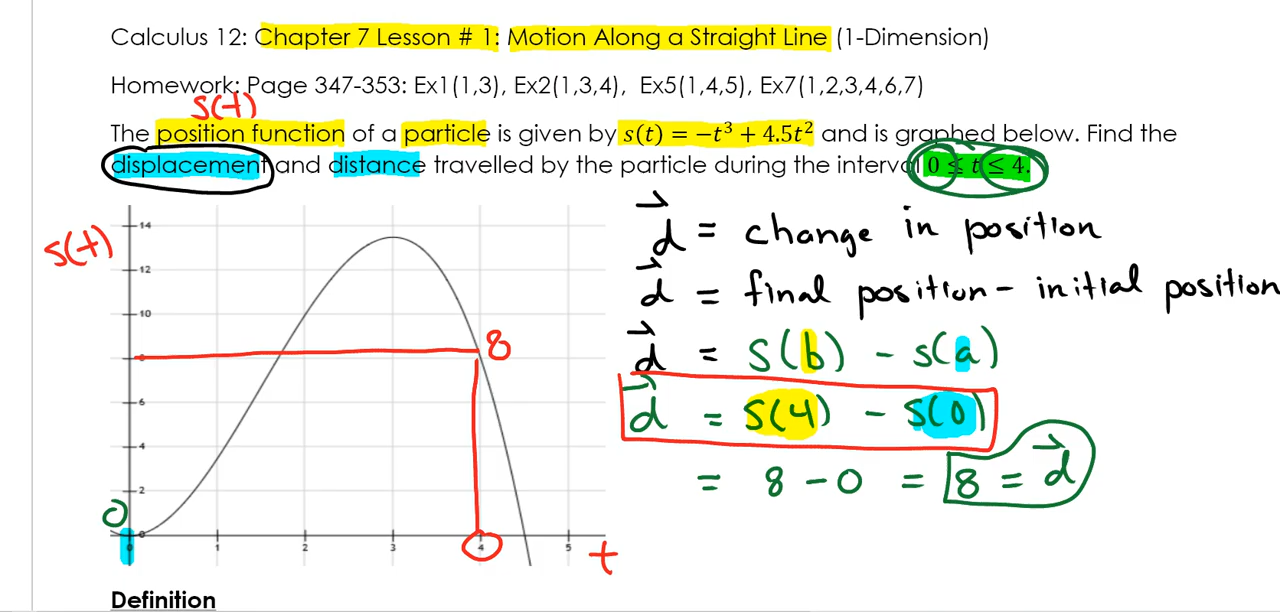 Calculus 12: Chapter 7 Lesson # 1: Motion Along a Straight Line (1-Dimension)
Homework: Page 347-353: Ex1(1,3), Ex2(1,3,4), Ex5(1,4,5), Ex7(1,2,3,4,6,7)
s(t)
The position function of a particle is given by s(t) = −t³ + 4.5t² and is graphed below. Find the
displacement and distance travelled by the particle during the interval 0 ≤ t ≤ 4.
s(t)
14
12
10
8
6
4
2
0
0 1 2 3 4 5
8
0
t
d⃗ = change in position
d⃗ = final position - initial position
d⃗ = s(b) - s(a)
d⃗ = s(4) - s(0)
= 8 - 0 = 8 = d⃗
Definition